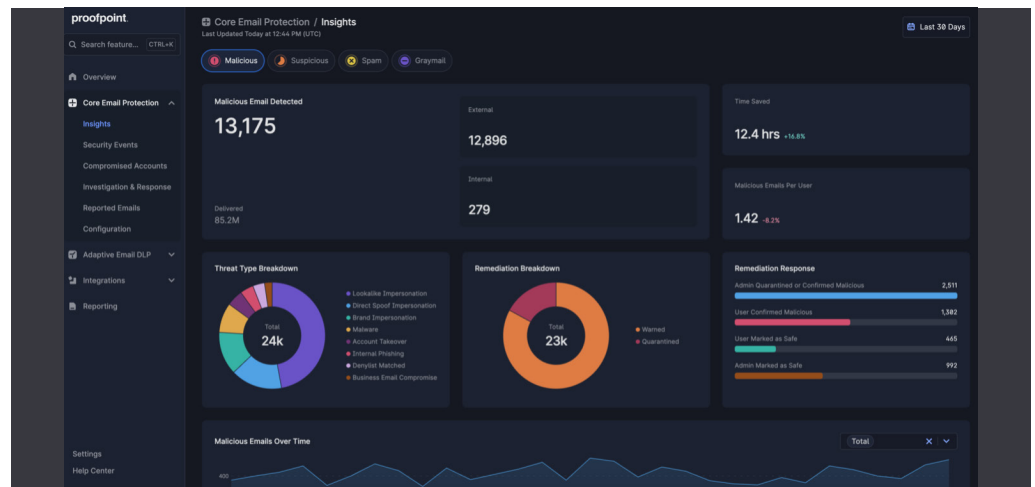 proofpoint.
Search feature... CTRL+K
Overview
Core Email Protection
Insights
Security Events
Compromised Accounts
Investigation & Response
Reported Emails
Configuration
Adaptive Email DLP
Integrations
Reporting
Settings
Help Center
Core Email Protection / Insights
Last Updated Today at 12:44 PM (UTC)
Last 30 Days
Malicious Suspicious Spam Graymail
Malicious Email Detected
13,175
Delivered
85.2M
External
12,896
Internal
279
Time Saved
12.4 hrs +16.8%
Malicious Emails Per User
1.42 -8.2%
Threat Type Breakdown
Total
24k
Lookalike Impersonation
Direct Spoof Impersonation
Brand Impersonation
Malware
Account Takeover
Internal Phishing
Denylist Matched
Business Email Compromise
Remediation Breakdown
Total
23k
Warned
Quarantined
Remediation Response
Admin Quarantined or Confirmed Malicious 2,511
User Confirmed Malicious 1,302
User Marked as Safe 465
Admin Marked as Safe 992
Malicious Emails Over Time
Total
400